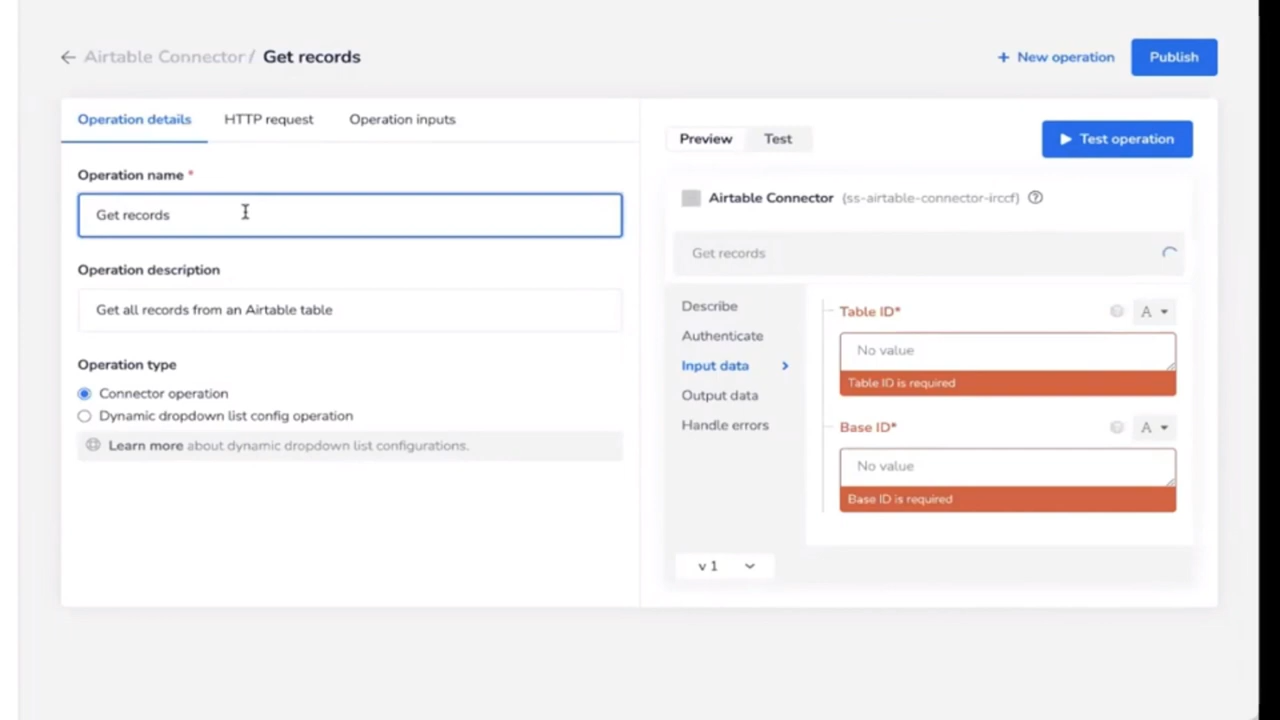 Airtable Connector / Get records
+ New operation
Publish
Operation details
HTTP request
Operation inputs
Operation name *
Get records
Operation description
Get all records from an Airtable table
Operation type
Connector operation
Dynamic dropdown list config operation
Learn more about dynamic dropdown list configurations.
Preview
Test
Test operation
Airtable Connector (ss-airtable-connector-irccf)
Get records
Describe
Authenticate
Input data
Output data
Handle errors
Table ID*
A
No value
Table ID is required
Base ID*
A
No value
Base ID is required
v 1